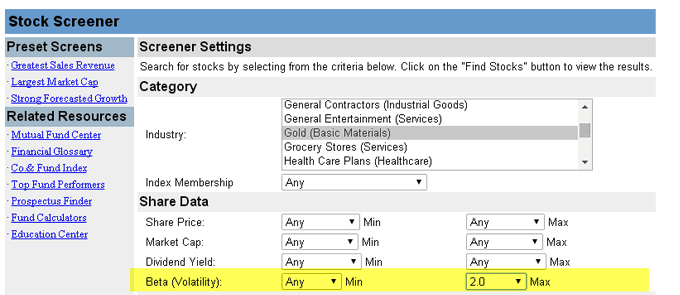 Stock Screener
Preset Screens
· Greatest Sales Revenue
· Largest Market Cap
· Strong Forecasted Growth
Related Resources
· Mutual Fund Center
· Financial Glossary
· Co.& Fund Index
· Top Fund Performers
· Prospectus Finder
· Fund Calculators
· Education Center
Screener Settings
Search for stocks by selecting from the criteria below. Click on the "Find Stocks" button to view the results.
Category
General Contractors (Industrial Goods)
General Entertainment (Services)
Industry: Gold (Basic Materials)
Grocery Stores (Services)
Health Care Plans (Healthcare)
Index Membership Any
Share Data
Share Price: Any Min Any Max
Market Cap: Any Min Any Max
Dividend Yield: Any Min Any Max
Beta (Volatility): Any Min 2.0 Max